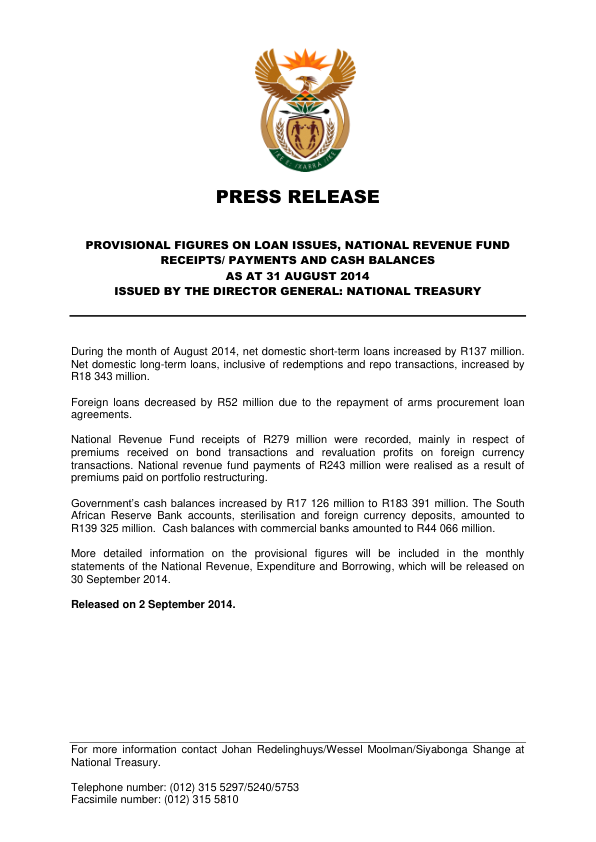 !KE E: /XARRA //KE
PRESS RELEASE
PROVISIONAL FIGURES ON LOAN ISSUES, NATIONAL REVENUE FUND
RECEIPTS/ PAYMENTS AND CASH BALANCES
AS AT 31 AUGUST 2014
ISSUED BY THE DIRECTOR GENERAL: NATIONAL TREASURY
During the month of August 2014, net domestic short-term loans increased by R137 million.
Net domestic long-term loans, inclusive of redemptions and repo transactions, increased by
R18 343 million.
Foreign loans decreased by R52 million due to the repayment of arms procurement loan
agreements.
National Revenue Fund receipts of R279 million were recorded, mainly in respect of
premiums received on bond transactions and revaluation profits on foreign currency
transactions. National revenue fund payments of R243 million were realised as a result of
premiums paid on portfolio restructuring.
Government's cash balances increased by R17 126 million to R183 391 million. The South
African Reserve Bank accounts, sterilisation and foreign currency deposits, amounted to
R139 325 million.  Cash balances with commercial banks amounted to R44 066 million.
More detailed information on the provisional figures will be included in the monthly
statements of the National Revenue, Expenditure and Borrowing, which will be released on
30 September 2014.
Released on 2 September 2014.
For more information contact Johan Redelinghuys/Wessel Moolman/Siyabonga Shange at
National Treasury.
Telephone number: (012) 315 5297/5240/5753
Facsimile number: (012) 315 5810